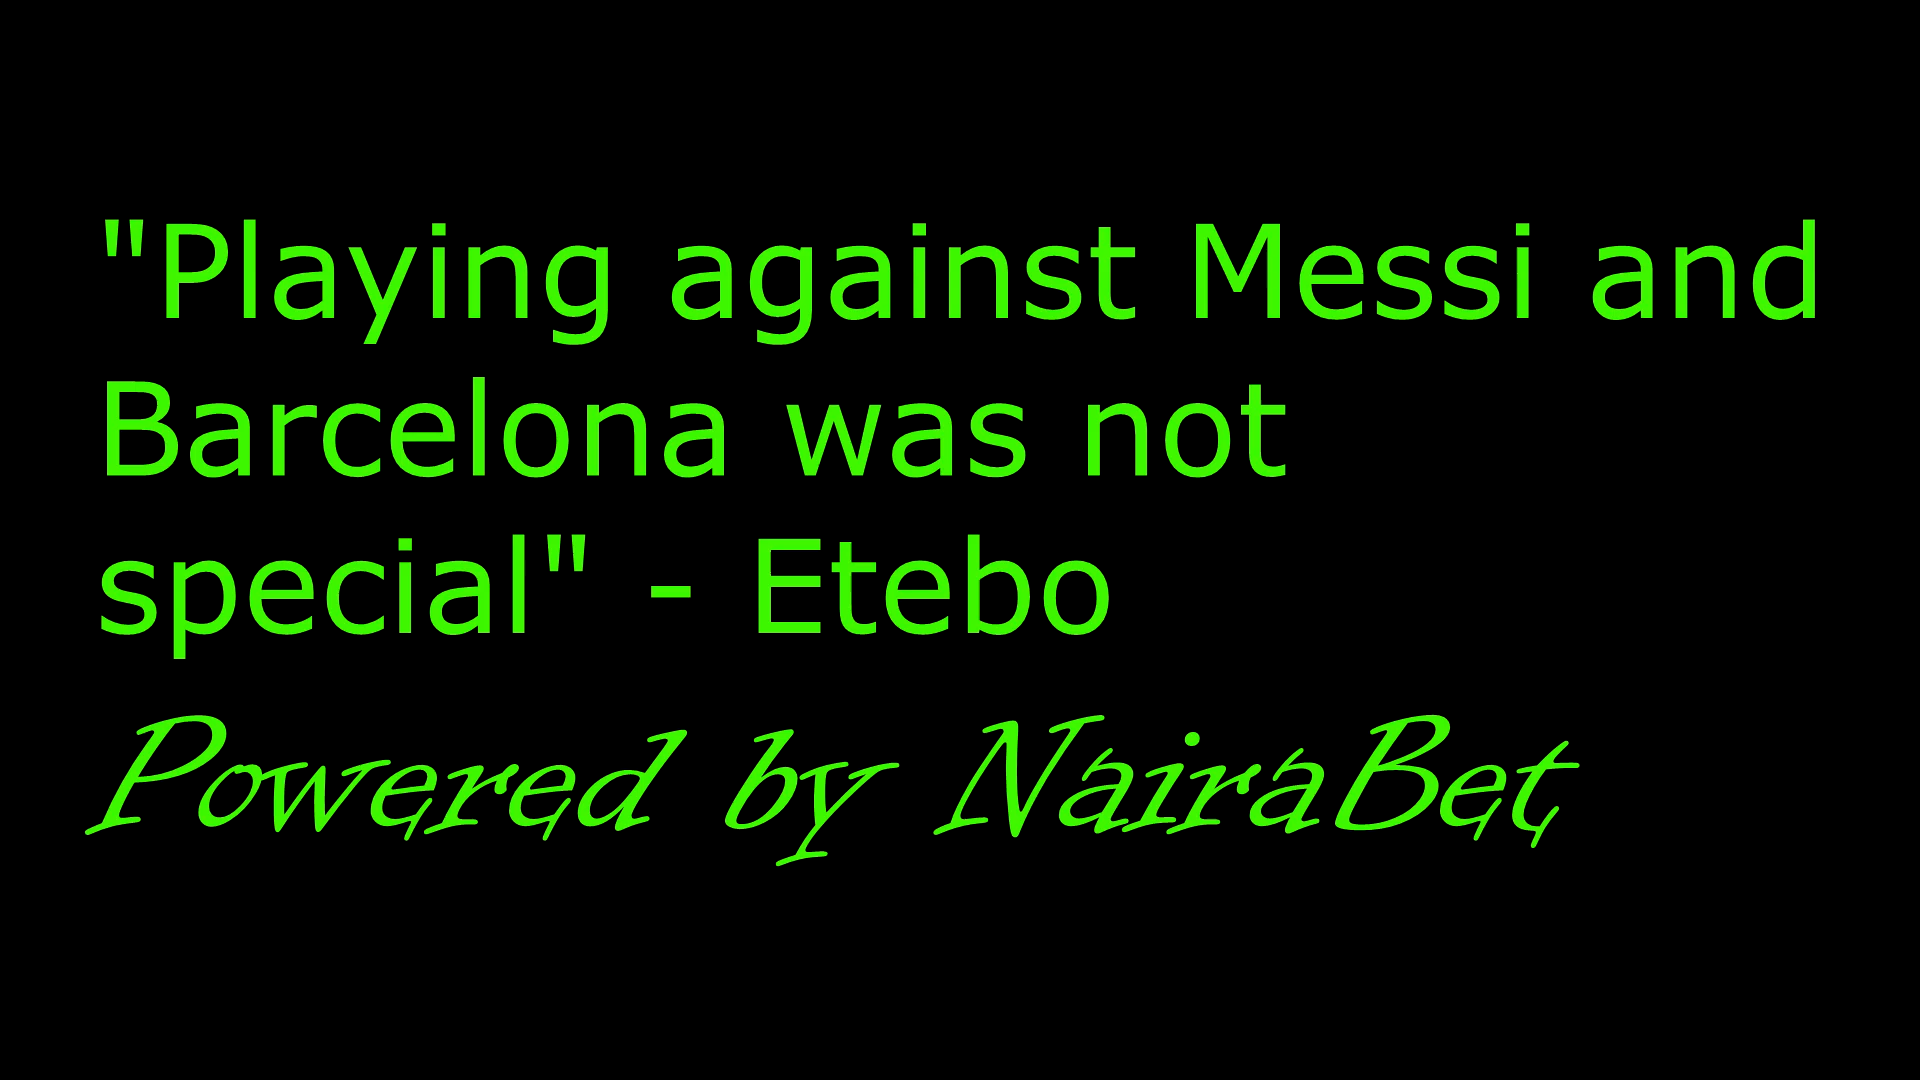 "Playing against Messi and
Barcelona was not
special" - Etebo
Powered by NairaBet